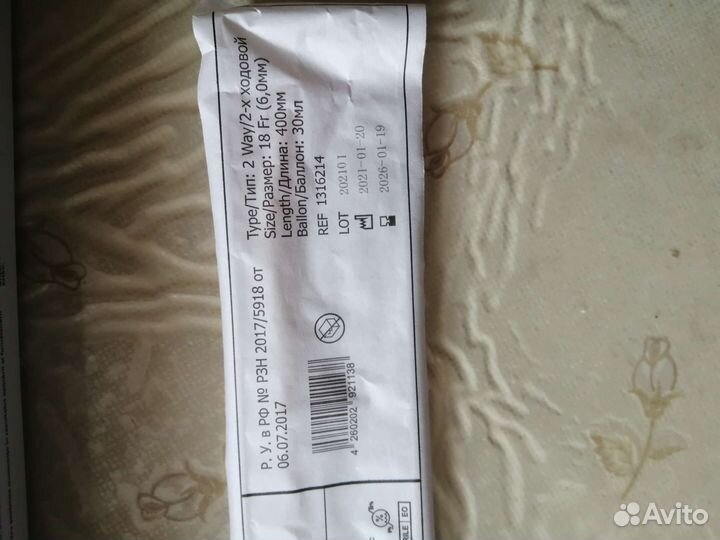 Type/Тип: 2 Way/2-х ходовой
Size/Размер: 18 Fr (6,0мм)
Length/Длина: 400мм
Ballon/Баллон: 30мл
REF 1316214
LOT 202101
2021-01-20
2026-01-19
Р. У. в РФ № РЗН 2017/5918 от
06.07.2017
4 260202 921138
EO
Avito